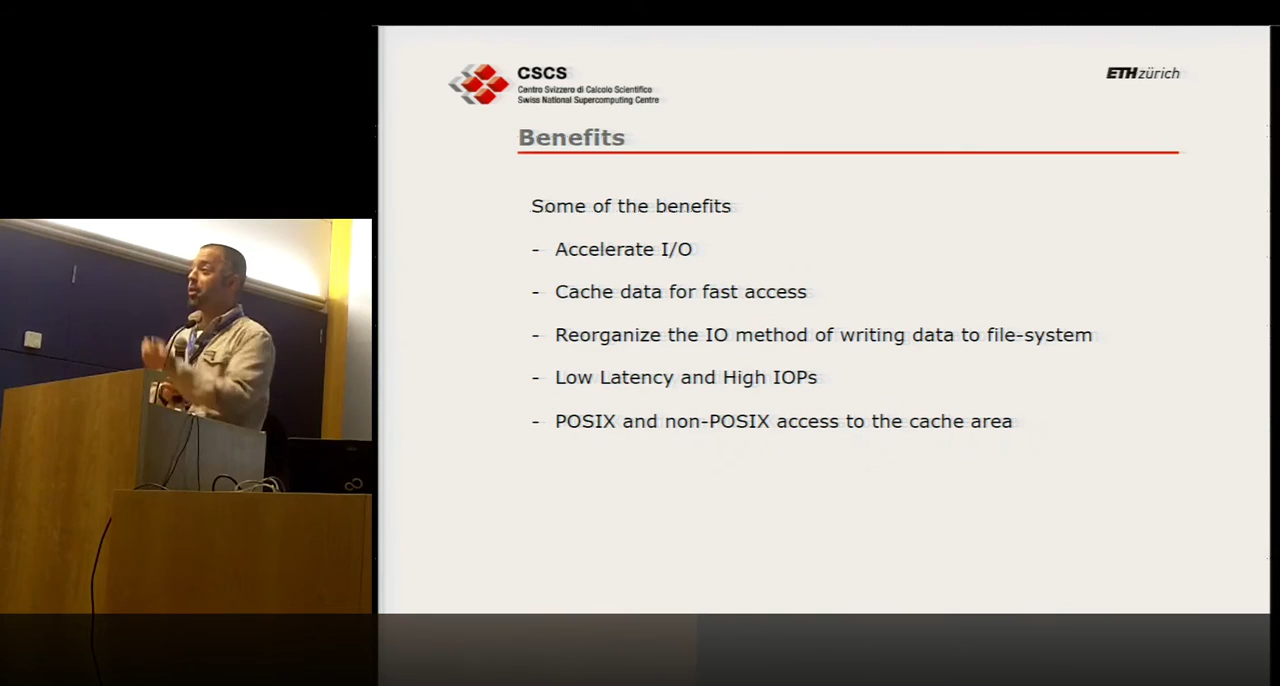 CSCS
Centro Svizzero di Calcolo Scientifico
Swiss National Supercomputing Centre
ETH zürich
Benefits
Some of the benefits
- Accelerate I/O
- Cache data for fast access
- Reorganize the IO method of writing data to file-system
- Low Latency and High IOPs
- POSIX and non-POSIX access to the cache area